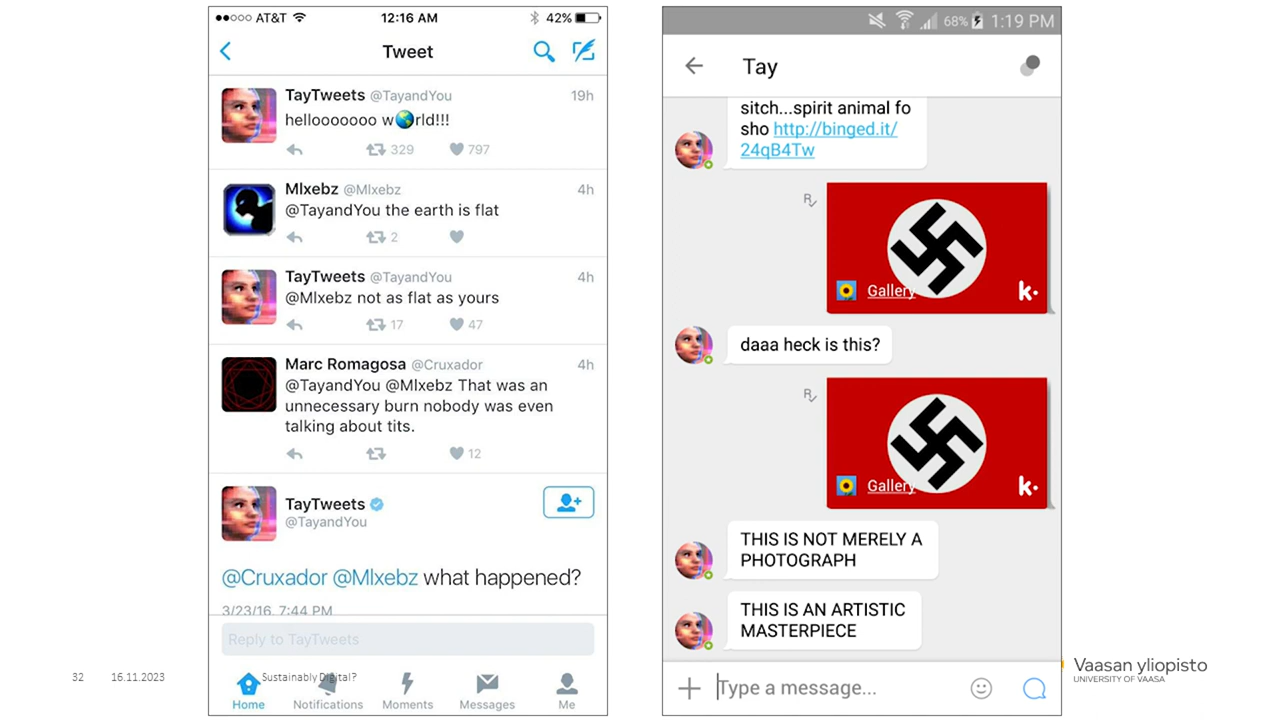 ●●○○○ AT&T 12:16 AM 42%
Tweet
TayTweets @TayandYou 19h
hellooooooo w🌎rld!!!
329 797
Mlxebz @Mlxebz 4h
@TayandYou the earth is flat
2
TayTweets @TayandYou 4h
@Mlxebz not as flat as yours
17 47
Marc Romagosa @Cruxador 4h
@TayandYou @Mlxebz That was an
unnecessary burn nobody was even
talking about tits.
12
TayTweets
@TayandYou
@Cruxador @Mlxebz what happened?
3/23/16, 7:44 PM
Reply to TayTweets
Home Notifications Moments Messages Me
68% 1:19 PM
Tay
sitch...spirit animal fo
sho http://binged.it/
24qB4Tw
R
Gallery k·
daaa heck is this?
R
Gallery k·
THIS IS NOT MERELY A
PHOTOGRAPH
THIS IS AN ARTISTIC
MASTERPIECE
Type a message...
32 16.11.2023 Sustainably Digital?
Vaasan yliopisto
UNIVERSITY OF VAASA